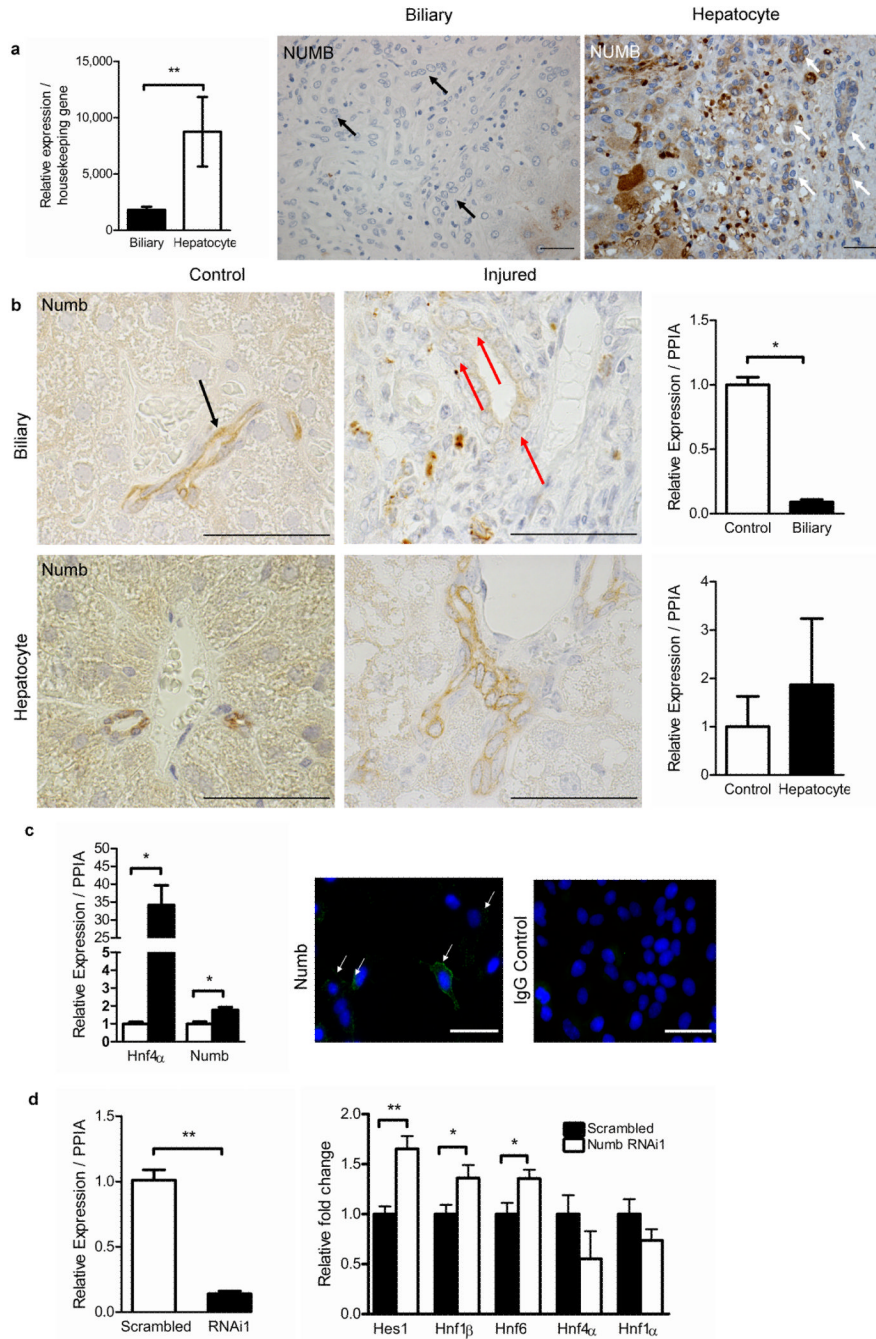 Biliary
Hepatocyte
a
Relative expression /
housekeeping gene
15,000
10,000
5,000
0
**
Biliary
Hepatocyte
NUMB
NUMB
Control
Injured
b
Biliary
Numb
Relative Expression / PPIA
1.5
1.0
0.5
0.0
*
Control
Biliary
Hepatocyte
Numb
Relative Expression / PPIA
4
3
2
1
0
Control
Hepatocyte
c
Relative Expression / PPIA
50
45
40
35
30
25
5
4
3
2
1
0
*
*
Hnf4α
Numb
Numb
IgG Control
d
Relative Expression / PPIA
1.5
1.0
0.5
0.0
**
Scrambled
RNAi1
Relative fold change
2.0
1.5
1.0
0.5
0.0
**
*
*
Scrambled
Numb RNAi1
Hes1
Hnf1β
Hnf6
Hnf4α
Hnf1α